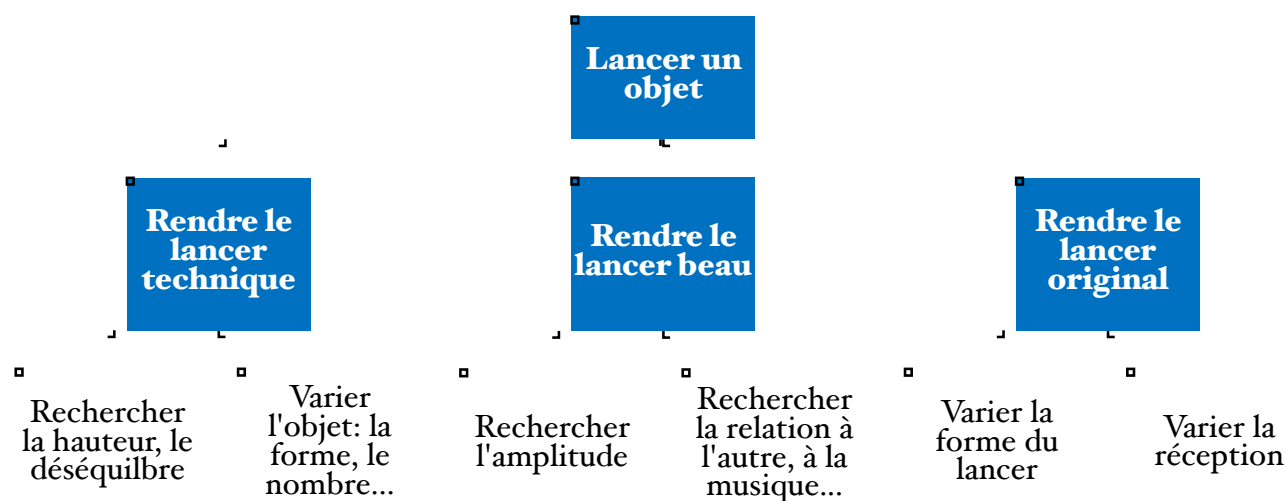 Lancer un
objet
Rendre le
lancer
technique
Rendre le
lancer beau
Rendre le
lancer
original
Rechercher
la hauteur, le
déséquilbre
Varier
l'objet: la
forme, le
nombre...
Rechercher
l'amplitude
Rechercher
la relation à
l'autre, à la
musique...
Varier la
forme du
lancer
Varier la
réception